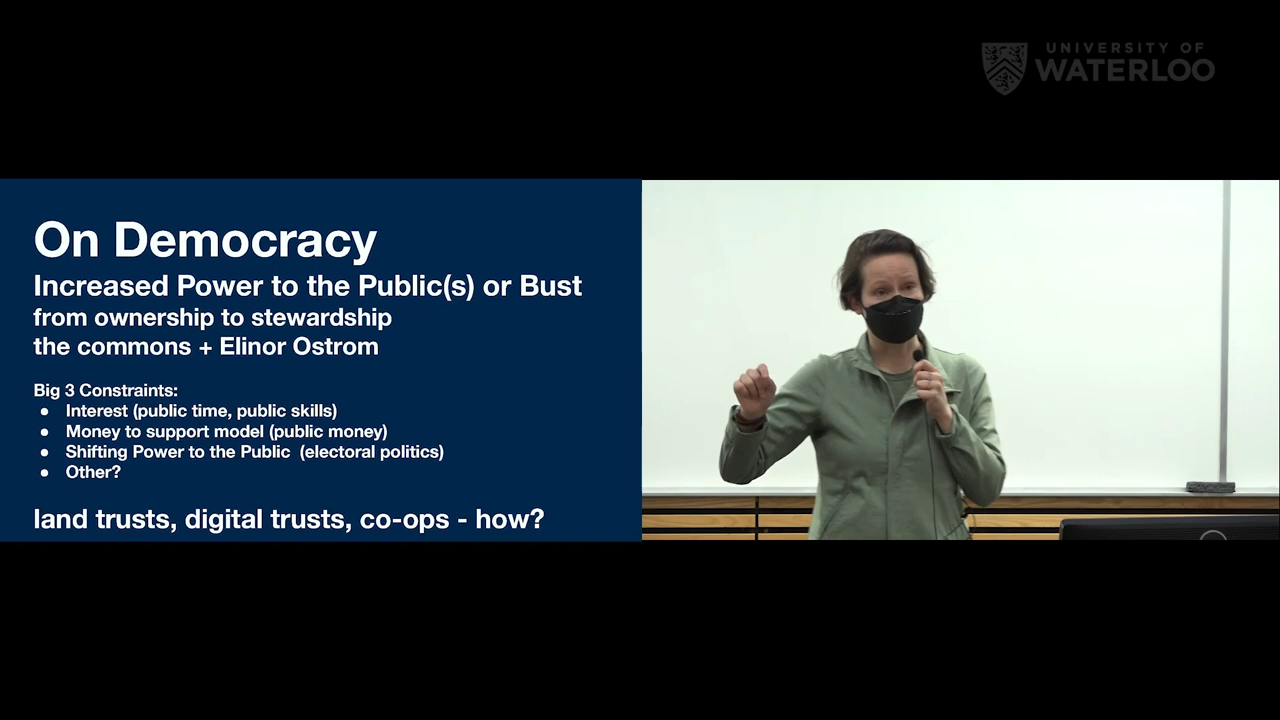 UNIVERSITY OF
WATERLOO
On Democracy
Increased Power to the Public(s) or Bust
from ownership to stewardship
the commons + Elinor Ostrom
Big 3 Constraints:
● Interest (public time, public skills)
● Money to support model (public money)
● Shifting Power to the Public (electoral politics)
● Other?
land trusts, digital trusts, co-ops - how?